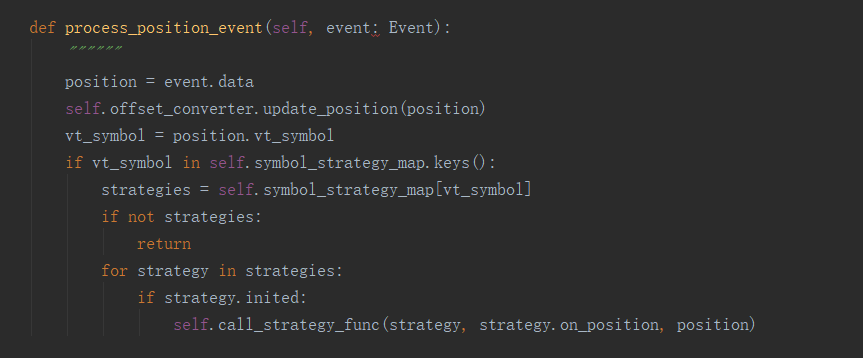 def process_position_event(self, event: Event):
    """"""
    position = event.data
    self.offset_converter.update_position(position)
    vt_symbol = position.vt_symbol
    if vt_symbol in self.symbol_strategy_map.keys():
        strategies = self.symbol_strategy_map[vt_symbol]
        if not strategies:
            return
        for strategy in strategies:
            if strategy.inited:
                self.call_strategy_func(strategy, strategy.on_position, position)